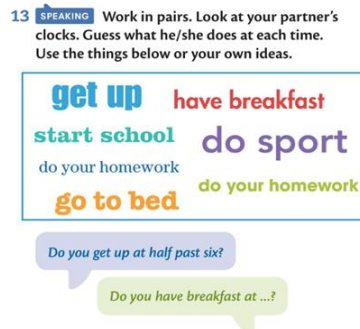 13 SPEAKING Work in pairs. Look at your partner's
clocks. Guess what he/she does at each time.
Use the things below or your own ideas.
get up
have breakfast
start school
do sport
do your homework
do your homework
go to bed
Do you get up at half past six?
Do you have breakfast at ...?